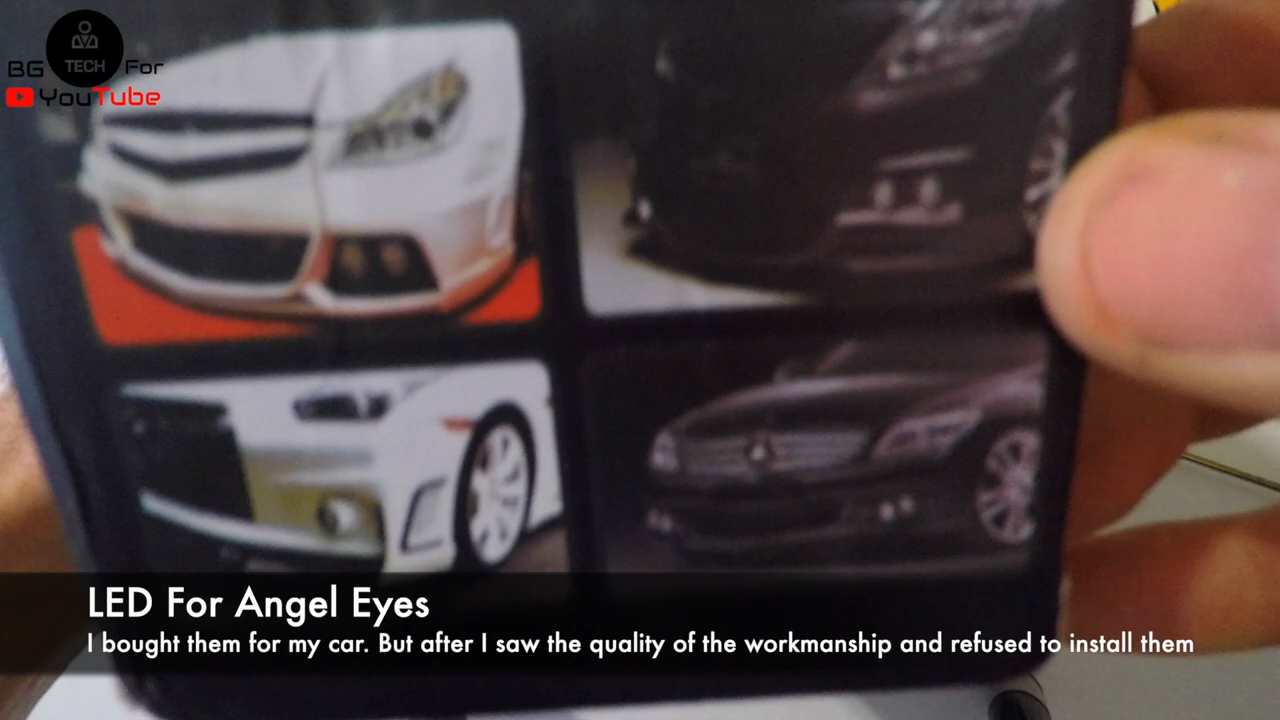 BG TECH For
YouTube
LED For Angel Eyes
I bought them for my car. But after I saw the quality of the workmanship and refused to install them